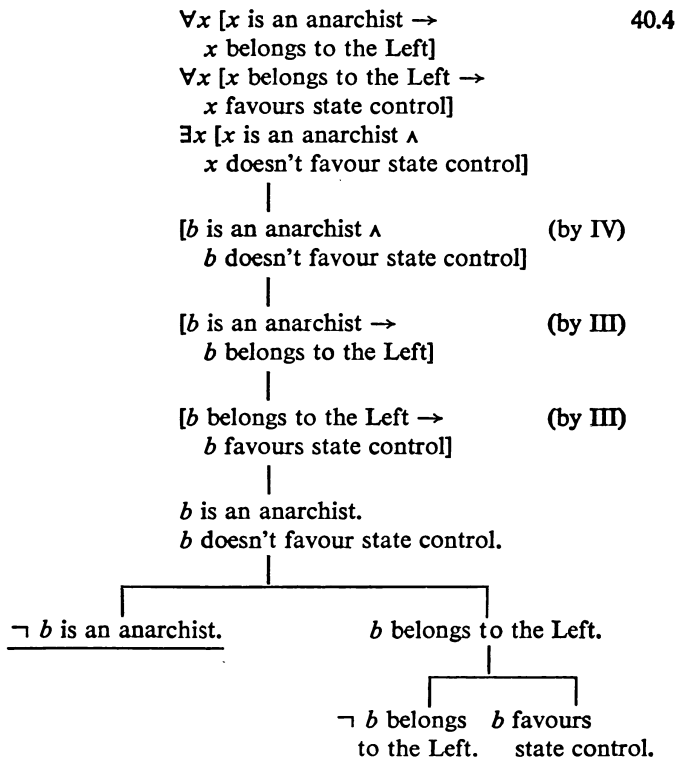 ∀x [x is an anarchist → 40.4
x belongs to the Left]
∀x [x belongs to the Left →
x favours state control]
∃x [x is an anarchist ∧
x doesn't favour state control]
[b is an anarchist ∧ (by IV)
b doesn't favour state control]
[b is an anarchist → (by III)
b belongs to the Left]
[b belongs to the Left → (by III)
b favours state control]
b is an anarchist.
b doesn't favour state control.
¬ b is an anarchist. b belongs to the Left.
¬ b belongs b favours
to the Left. state control.